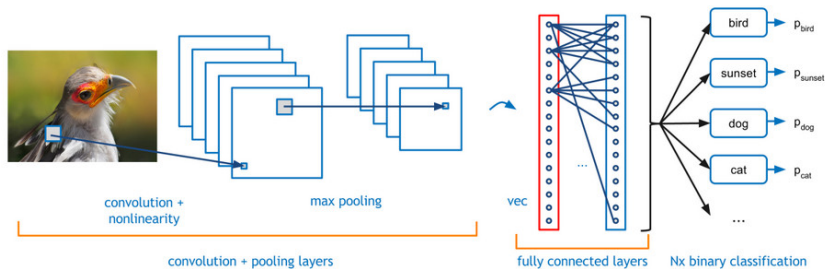 bird
p_bird
sunset
p_sunset
dog
p_dog
cat
p_cat
...
...
convolution +
nonlinearity
max pooling
vec
convolution + pooling layers
fully connected layers
Nx binary classification